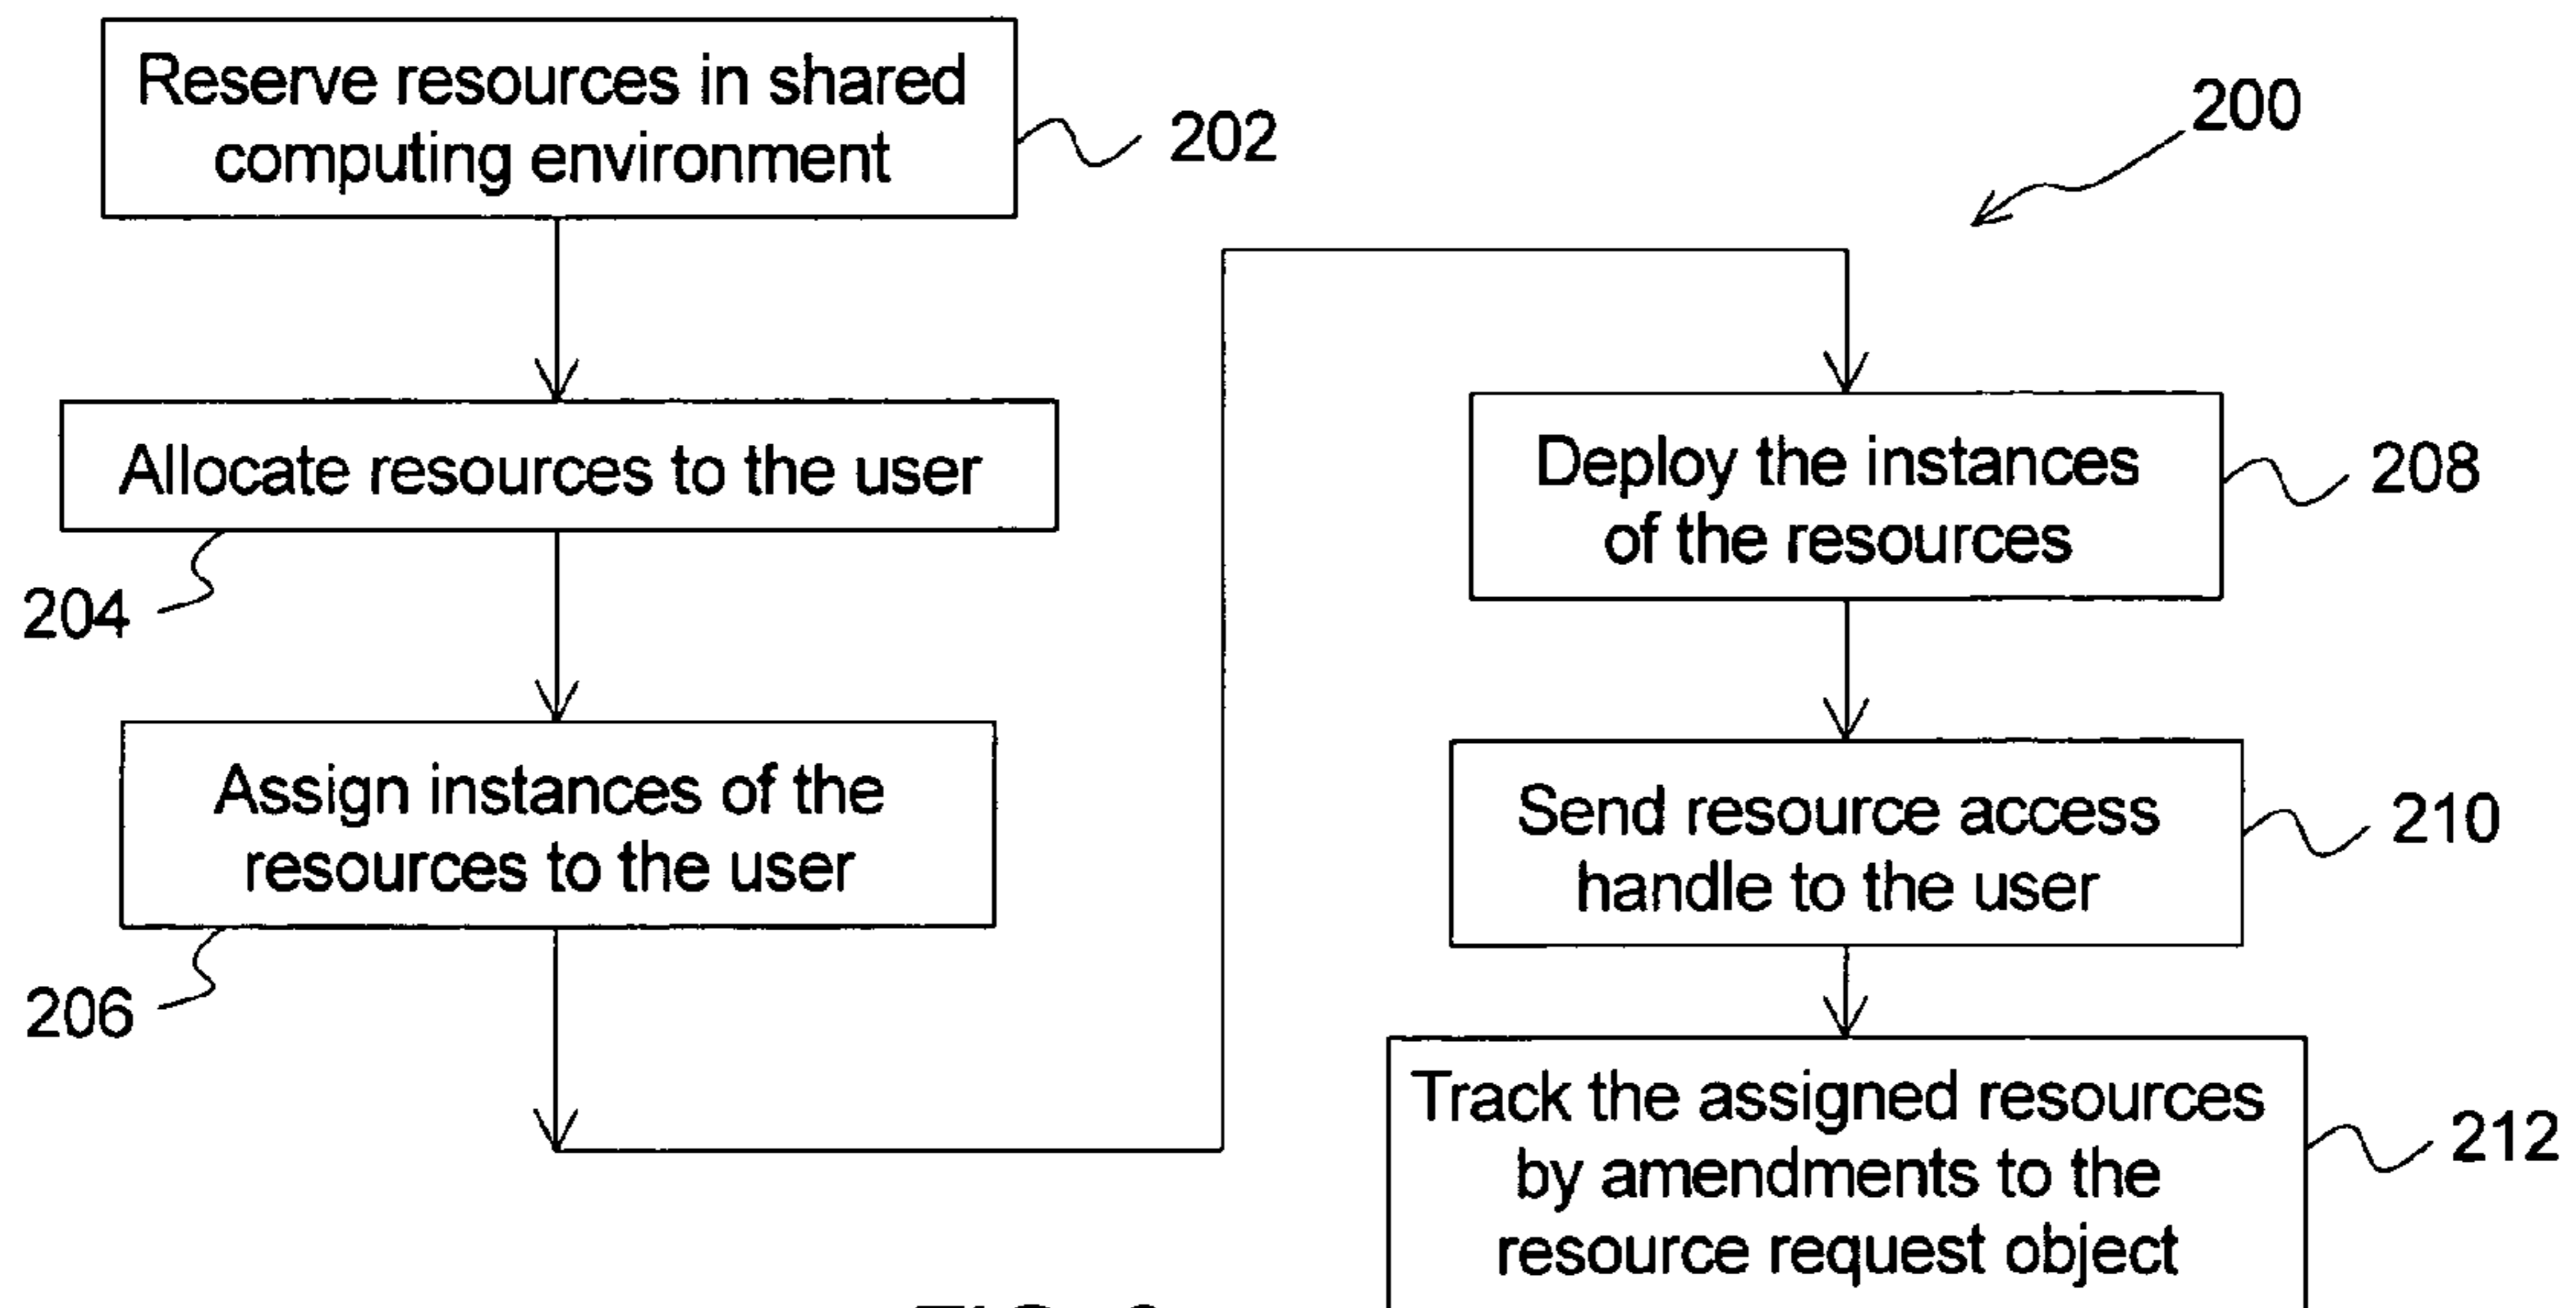 Reserve resources in shared
computing environment
202
200
Allocate resources to the user
204
Assign instances of the
resources to the user
206
Deploy the instances
of the resources
208
Send resource access
handle to the user
210
Track the assigned resources
by amendments to the
resource request object
212